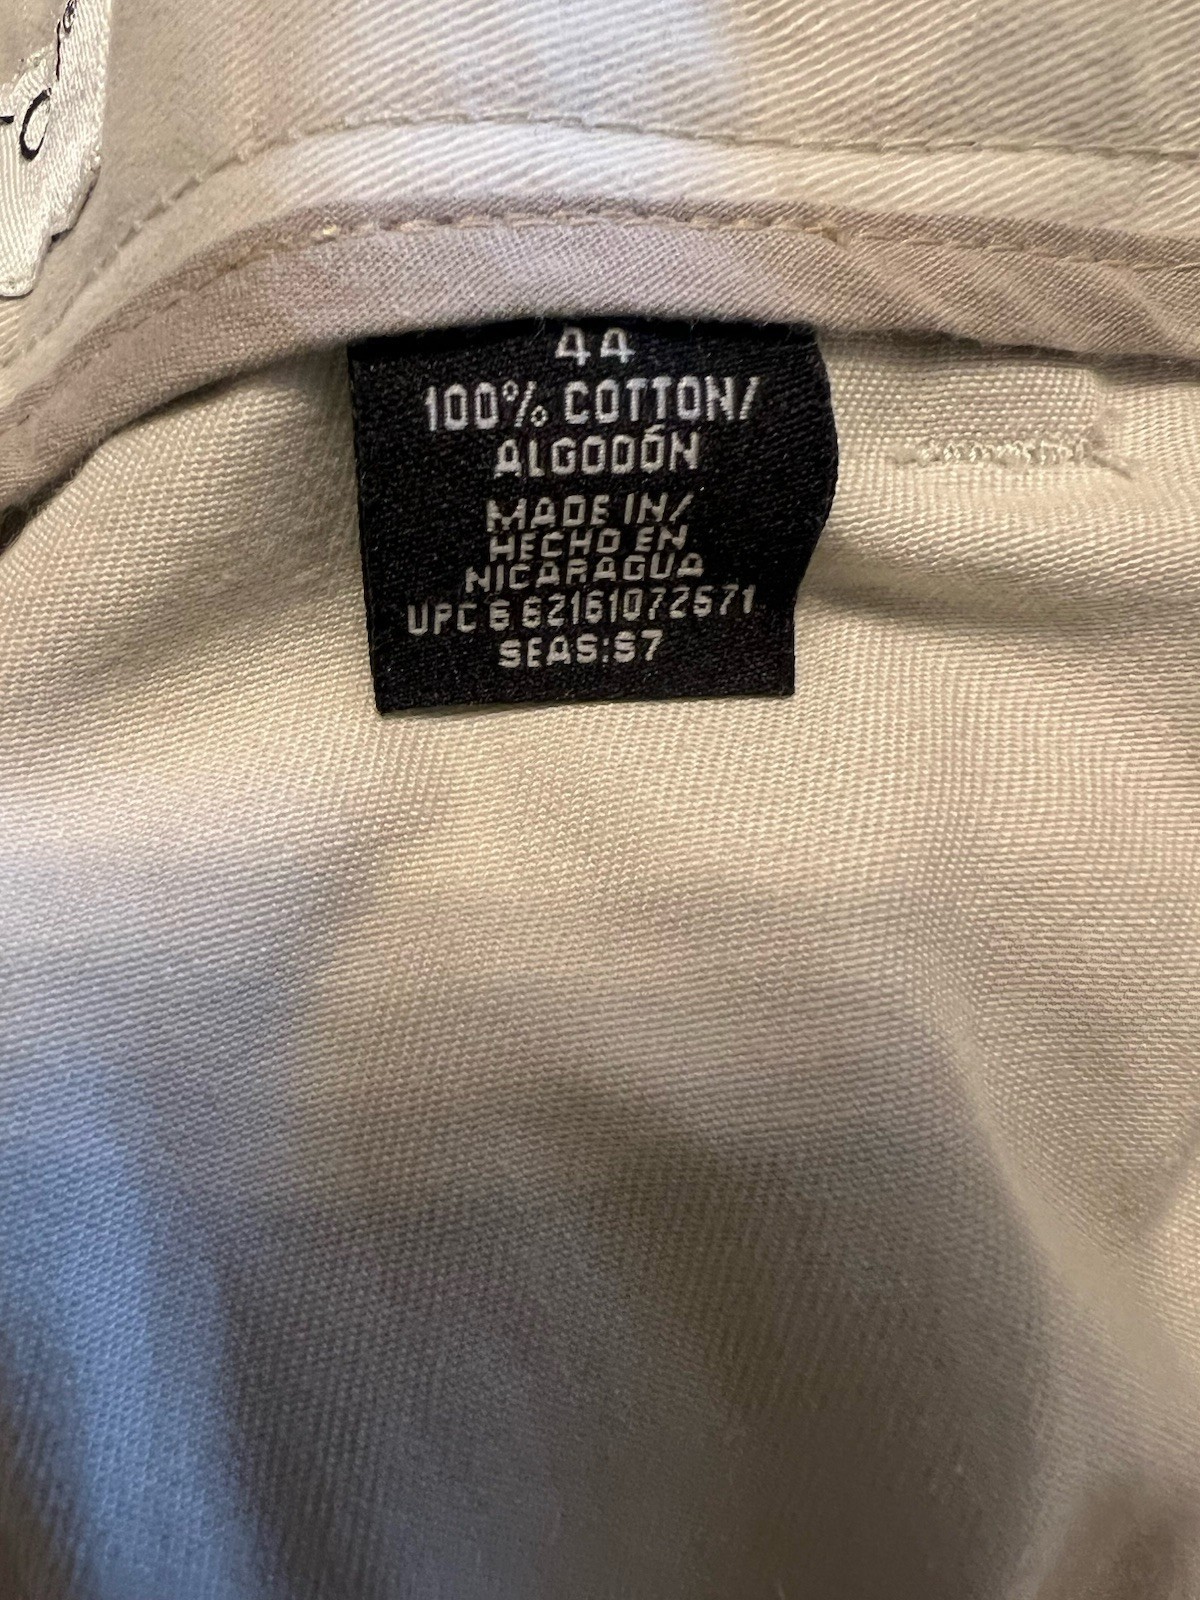 44
100% COTTON/
ALGODÓN
MADE IN/
HECHO EN
NICARAGUA
UPC 6 62161072571
SEAS:S7